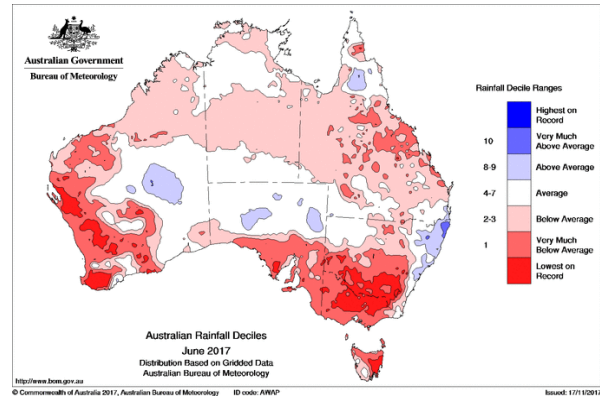 Australian Government
Bureau of Meteorology
Rainfall Decile Ranges
Highest on
Record
10
Very Much
Above Average
8-9
Above Average
4-7
Average
2-3
Below Average
1
Very Much
Below Average
Lowest on
Record
Australian Rainfall Deciles
June 2017
Distribution Based on Gridded Data
Australian Bureau of Meteorology
http://www.bom.gov.au
© Commonwealth of Australia 2017, Australian Bureau of Meteorology ID code: AWAP Issued: 17/11/2017